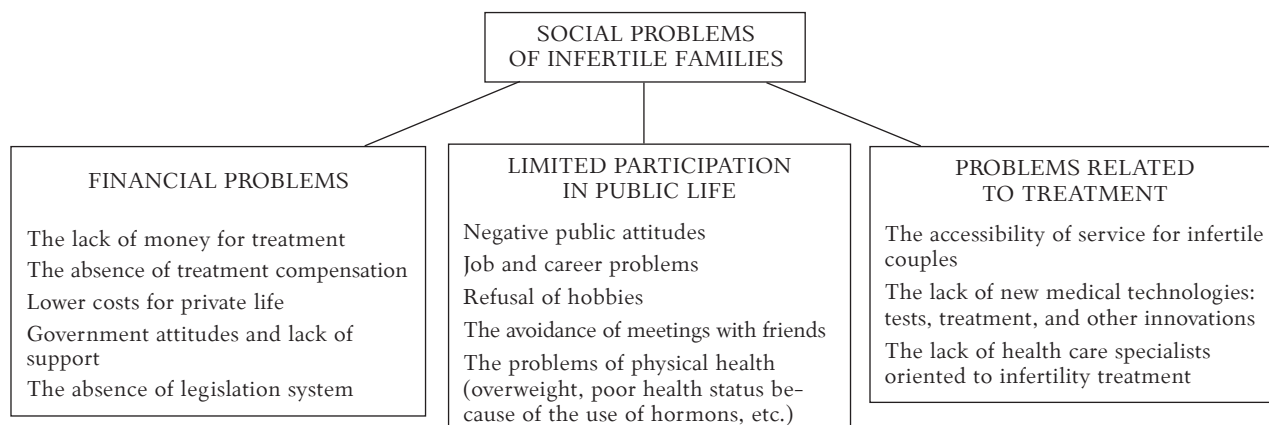 SOCIAL PROBLEMS
OF INFERTILE FAMILIES
FINANCIAL PROBLEMS
The lack of money for treatment
The absence of treatment compensation
Lower costs for private life
Government attitudes and lack of
support
The absence of legislation system
LIMITED PARTICIPATION
IN PUBLIC LIFE
Negative public attitudes
Job and career problems
Refusal of hobbies
The avoidance of meetings with friends
The problems of physical health
(overweight, poor health status be-
cause of the use of hormons, etc.)
PROBLEMS RELATED
TO TREATMENT
The accessibility of service for infertile
couples
The lack of new medical technologies:
tests, treatment, and other innovations
The lack of health care specialists
oriented to infertility treatment